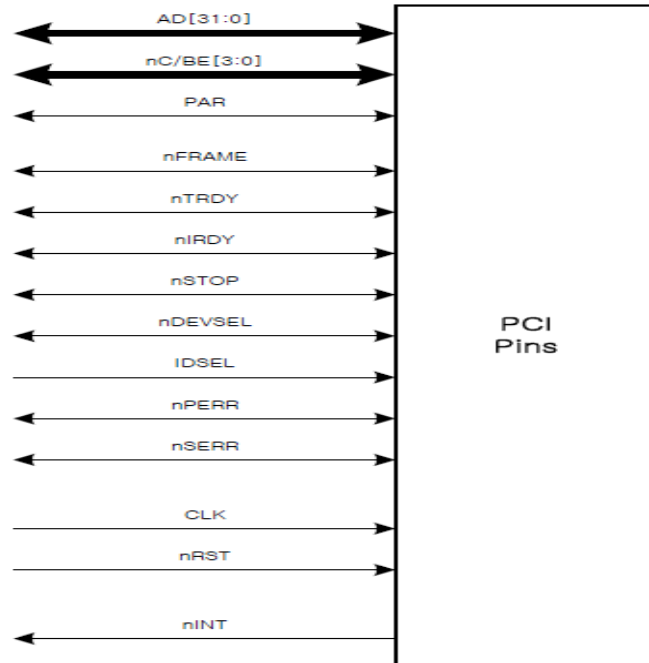 AD[31:0]
nC/BE[3:0]
PAR
nFRAME
nTRDY
nIRDY
nSTOP
nDEVSEL
IDSEL
nPERR
nSERR
CLK
nRST
nINT
PCI
Pins